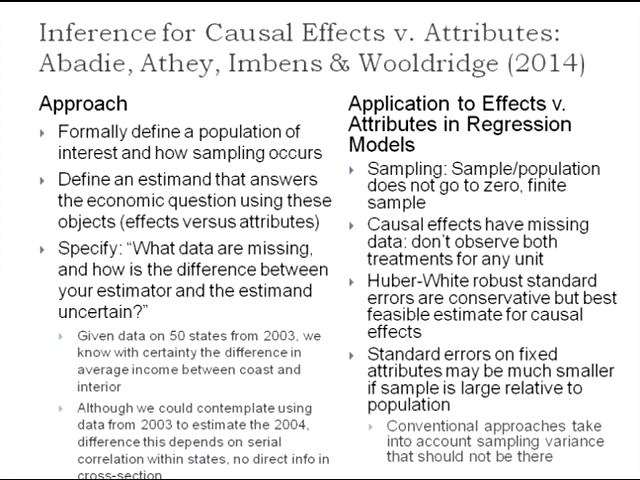 Inference for Causal Effects v. Attributes:
Abadie, Athey, Imbens & Wooldridge (2014)
Approach
Formally define a population of
interest and how sampling occurs
Define an estimand that answers
the economic question using these
objects (effects versus attributes)
Specify: “What data are missing,
and how is the difference between
your estimator and the estimand
uncertain?”
Given data on 50 states from 2003, we
know with certainty the difference in
average income between coast and
interior
Although we could contemplate using
data from 2003 to estimate the 2004,
difference this depends on serial
correlation within states, no direct info in
cross-section
Application to Effects v.
Attributes in Regression
Models
Sampling: Sample/population
does not go to zero, finite
sample
Causal effects have missing
data: don’t observe both
treatments for any unit
Huber-White robust standard
errors are conservative but best
feasible estimate for causal
effects
Standard errors on fixed
attributes may be much smaller
if sample is large relative to
population
Conventional approaches take
into account sampling variance
that should not be there